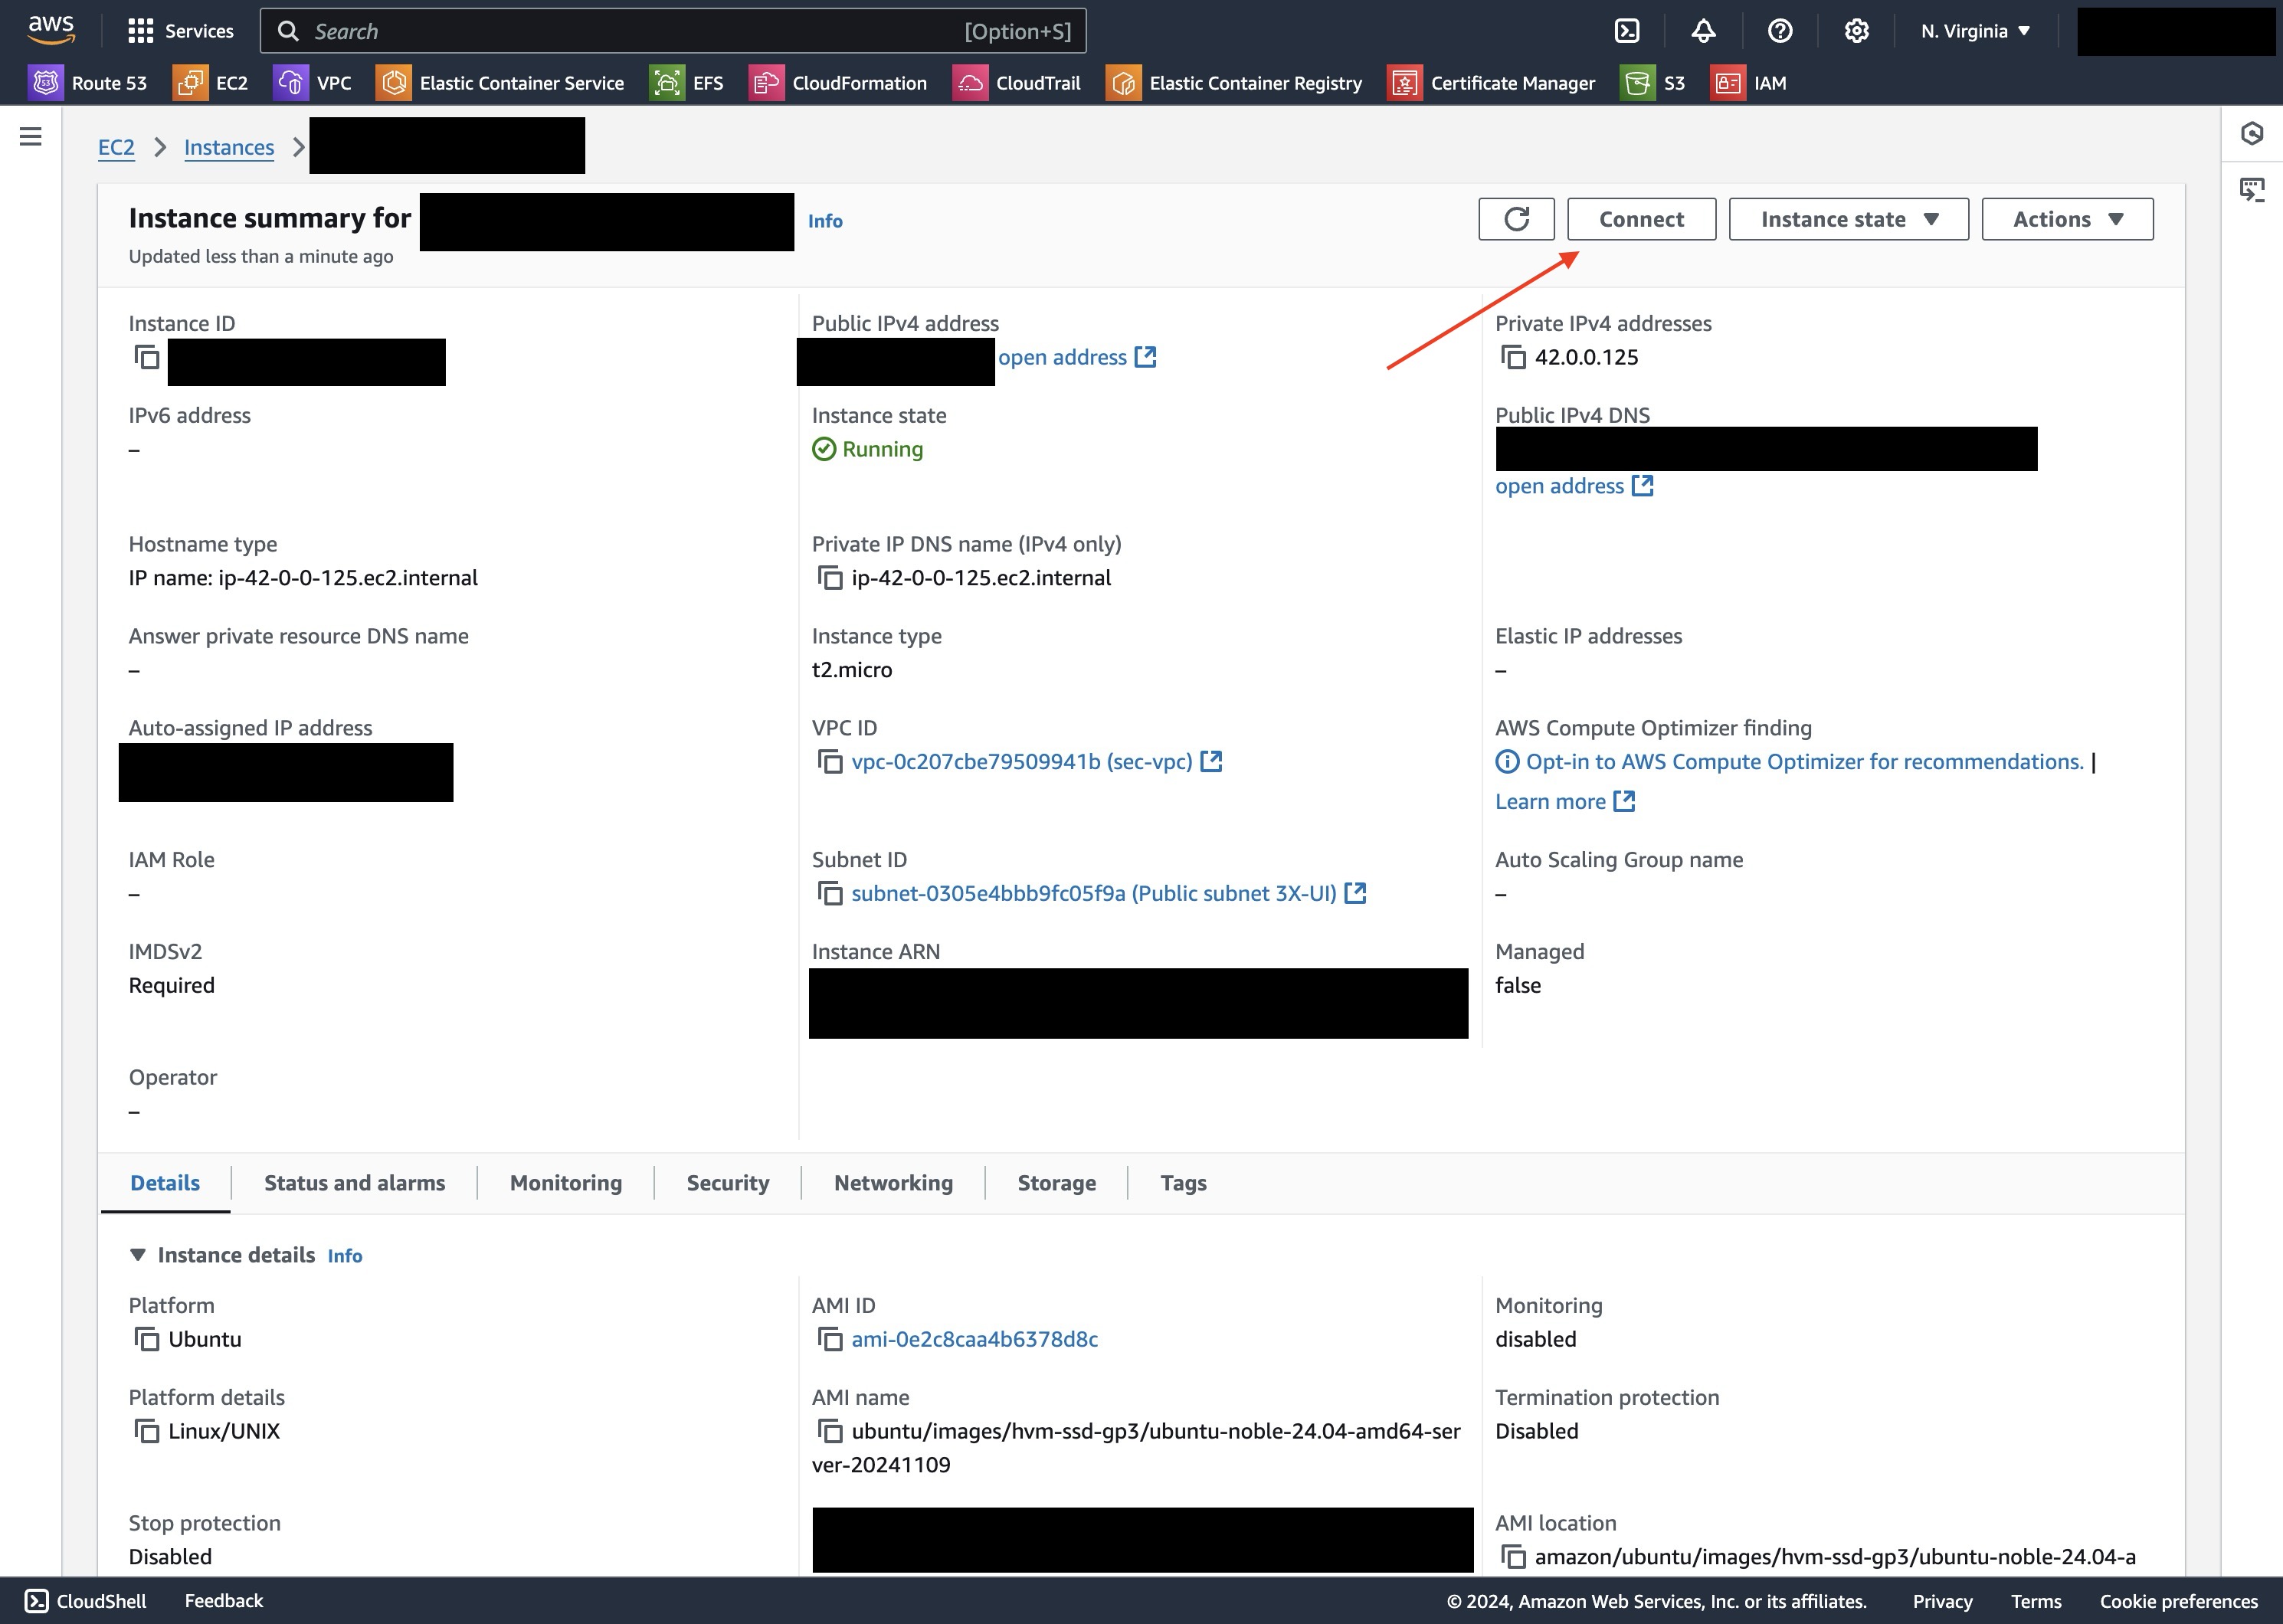 aws Services Search [Option+S] N. Virginia
Route 53 EC2 VPC Elastic Container Service EFS CloudFormation CloudTrail Elastic Container Registry Certificate Manager S3 IAM
EC2 Instances
Instance summary for Info
Updated less than a minute ago
Connect Instance state Actions
Instance ID
Public IPv4 address
open address
Private IPv4 addresses
42.0.0.125
IPv6 address
–
Instance state
Running
Public IPv4 DNS
open address
Hostname type
IP name: ip-42-0-0-125.ec2.internal
Private IP DNS name (IPv4 only)
ip-42-0-0-125.ec2.internal
Answer private resource DNS name
–
Instance type
t2.micro
Elastic IP addresses
–
Auto-assigned IP address
VPC ID
vpc-0c207cbe79509941b (sec-vpc)
AWS Compute Optimizer finding
Opt-in to AWS Compute Optimizer for recommendations. |
Learn more
IAM Role
–
Subnet ID
subnet-0305e4bbb9fc05f9a (Public subnet 3X-UI)
Auto Scaling Group name
–
IMDSv2
Required
Instance ARN
Managed
false
Operator
–
Details Status and alarms Monitoring Security Networking Storage Tags
Instance details Info
Platform
Ubuntu
AMI ID
ami-0e2c8caa4b6378d8c
Monitoring
disabled
Platform details
Linux/UNIX
AMI name
ubuntu/images/hvm-ssd-gp3/ubuntu-noble-24.04-amd64-ser
ver-20241109
Termination protection
Disabled
Stop protection
Disabled
AMI location
amazon/ubuntu/images/hvm-ssd-gp3/ubuntu-noble-24.04-a
CloudShell Feedback © 2024, Amazon Web Services, Inc. or its affiliates. Privacy Terms Cookie preferences